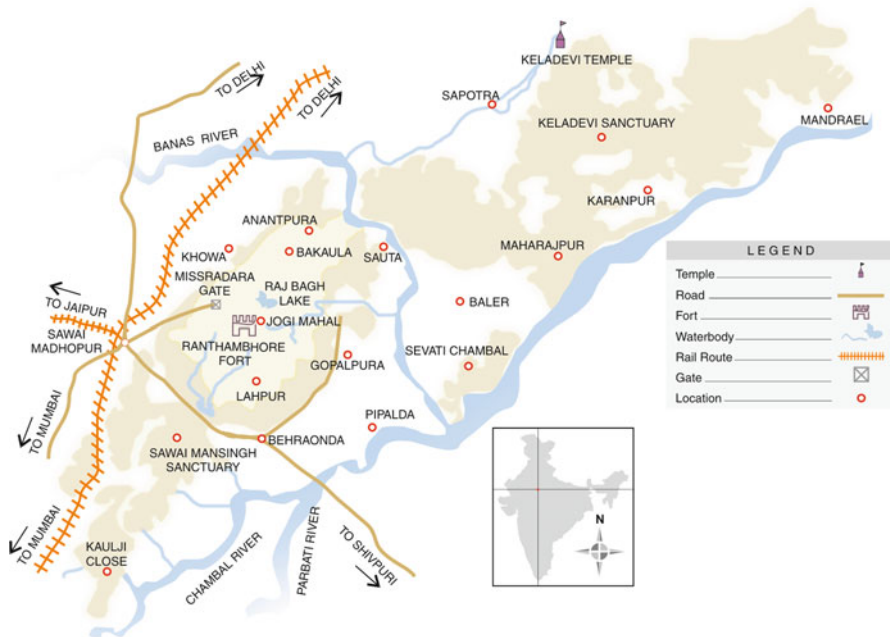 TO DELHI
TO DELHI
KELADEVI TEMPLE
SAPOTRA
MANDRAEL
KELADEVI SANCTUARY
BANAS RIVER
KARANPUR
ANANTPURA
KHOWA
BAKAULA
SAUTA
MAHARAJPUR
MISSRADARA
GATE
RAJ BAGH
LAKE
BALER
TO JAIPUR
SAWAI
MADHOPUR
JOGI MAHAL
RANTHAMBHORE
FORT
GOPALPURA
SEVATI CHAMBAL
LAHPUR
PIPALDA
TO MUMBAI
SAWAI MANSINGH
SANCTUARY
BEHRAONDA
TO MUMBAI
KAULJI
CLOSE
CHAMBAL RIVER
PARBATI RIVER
TO SHIVPURI
LEGEND
Temple
Road
Fort
Waterbody
Rail Route
Gate
Location
N